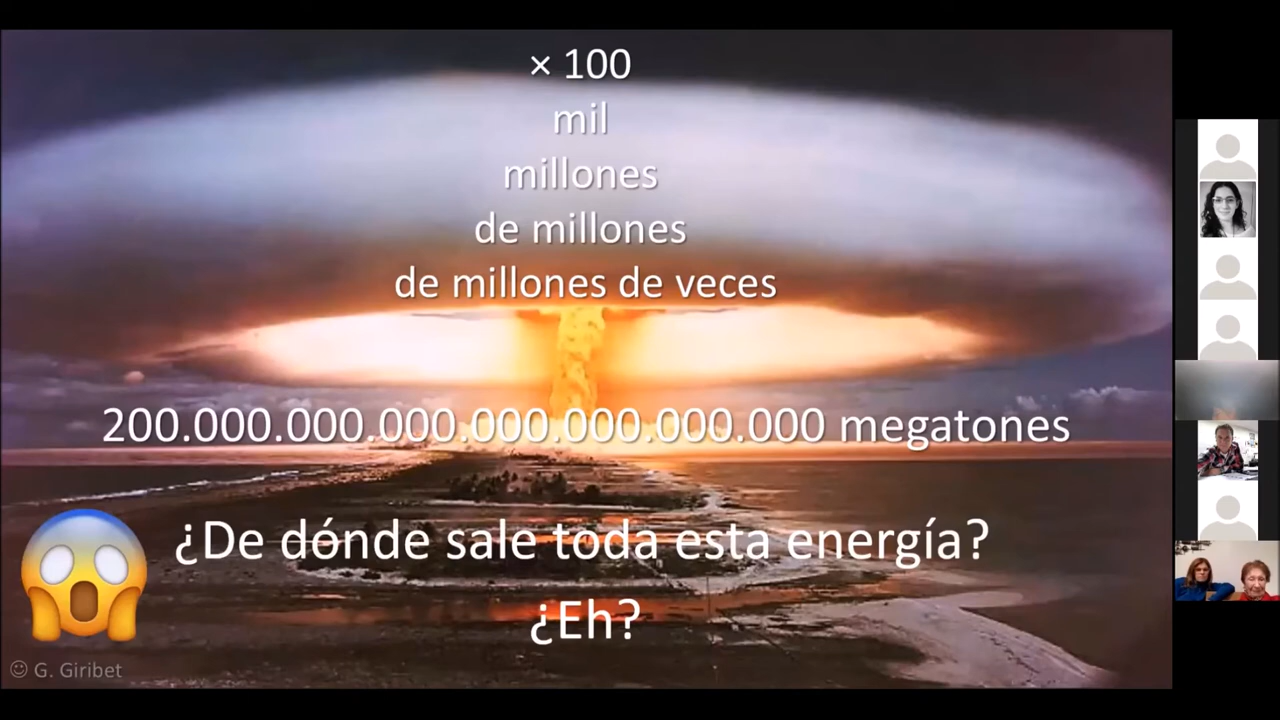 × 100
mil
millones
de millones
de millones de veces
200.000.000.000.000.000.000.000 megatones
¿De dónde sale toda esta energía?
¿Eh?
G. Giribet